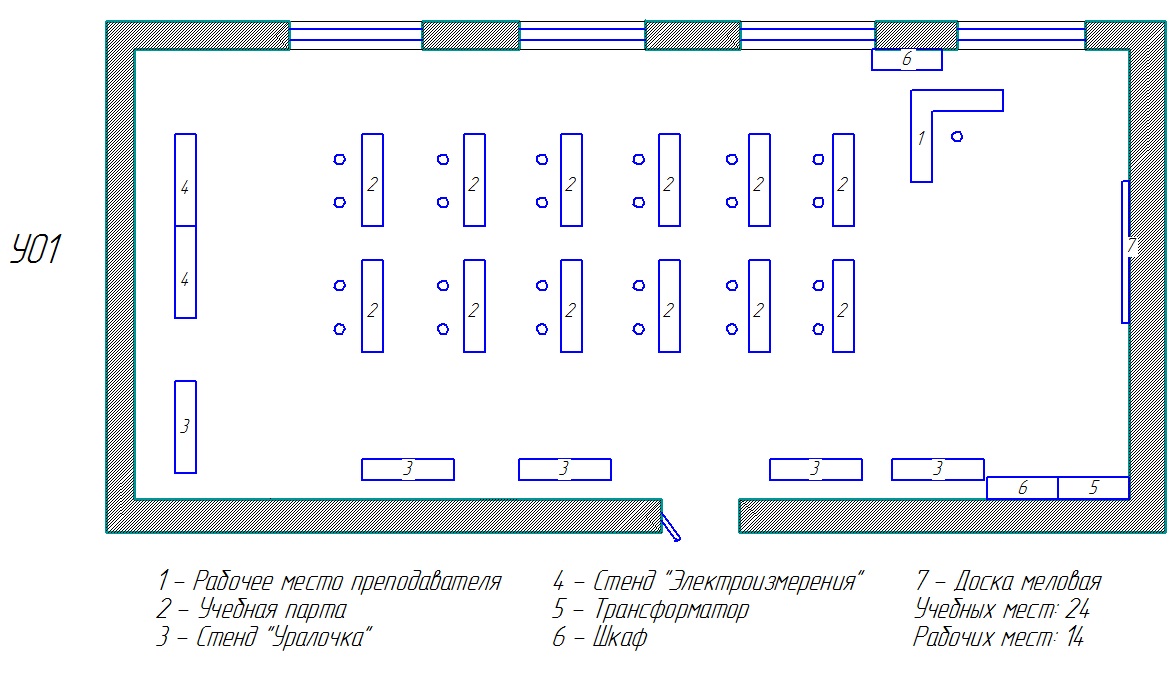 6
1
4 2 2 2 2 2 2
У01
7
4
2 2 2 2 2 2
3
3 3 3 3
6 5
1 – Рабочее место преподавателя
2 – Учебная парта
3 – Стенд "Уралочка"
4 – Стенд "Электроизмерения"
5 – Трансформатор
6 – Шкаф
7 – Доска меловая
Учебных мест: 24
Рабочих мест: 14